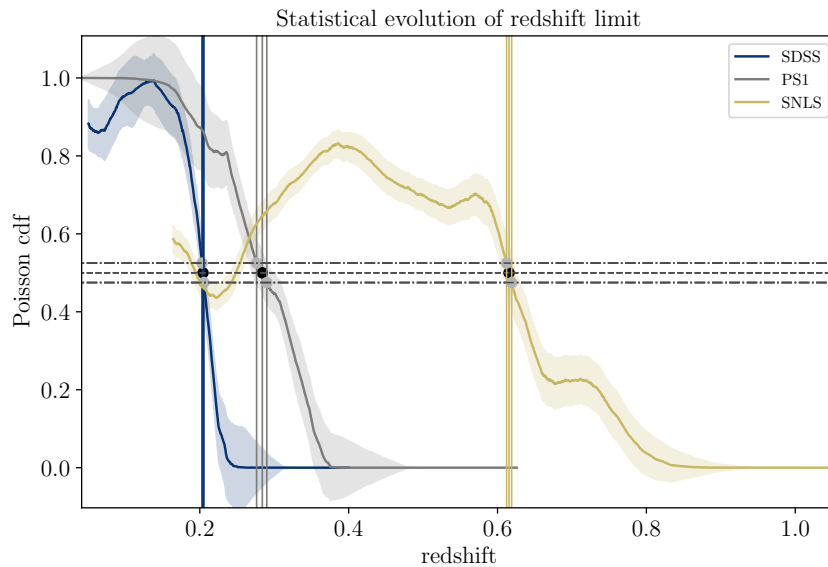 Statistical evolution of redshift limit
SDSS
PS1
SNLS
Poisson cdf
1.0
0.8
0.6
0.4
0.2
0.0
0.2
0.4
0.6
0.8
1.0
redshift